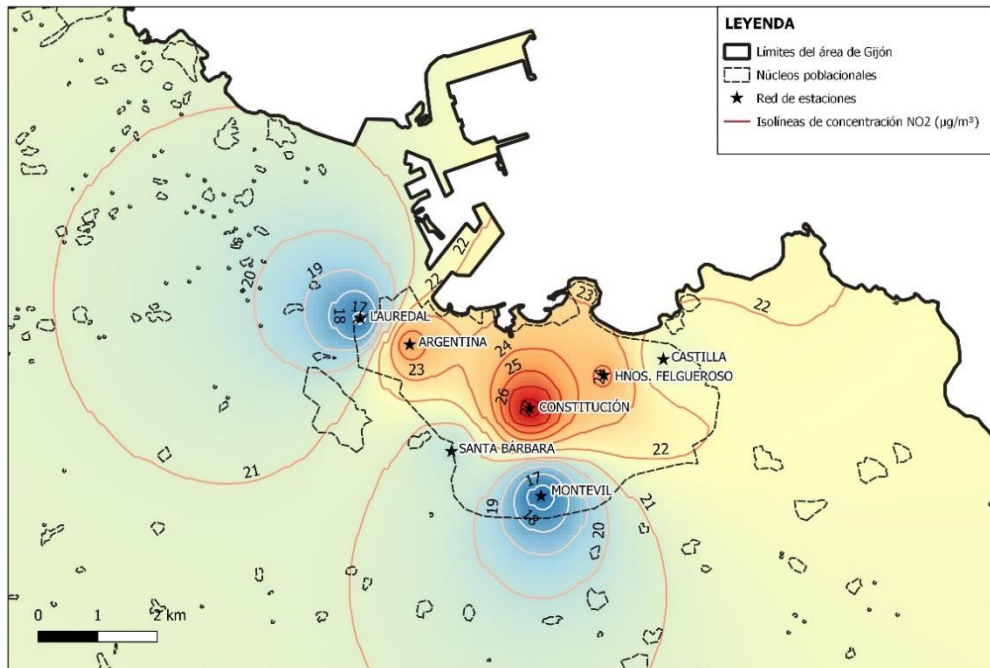 LEYENDA
Límites del área de Gijón
Núcleos poblacionales
Red de estaciones
Isolíneas de concentración NO2 (µg/m³)
22
22
19
20
23
22
17
18
LAUREDAL
ARGENTINA
24
CASTILLA
23
25
HNOS. FELGUEROSO
26
CONSTITUCIÓN
SANTA BÁRBARA
22
21
17
MONTEVIL
21
19
18
20
0 1 2 km